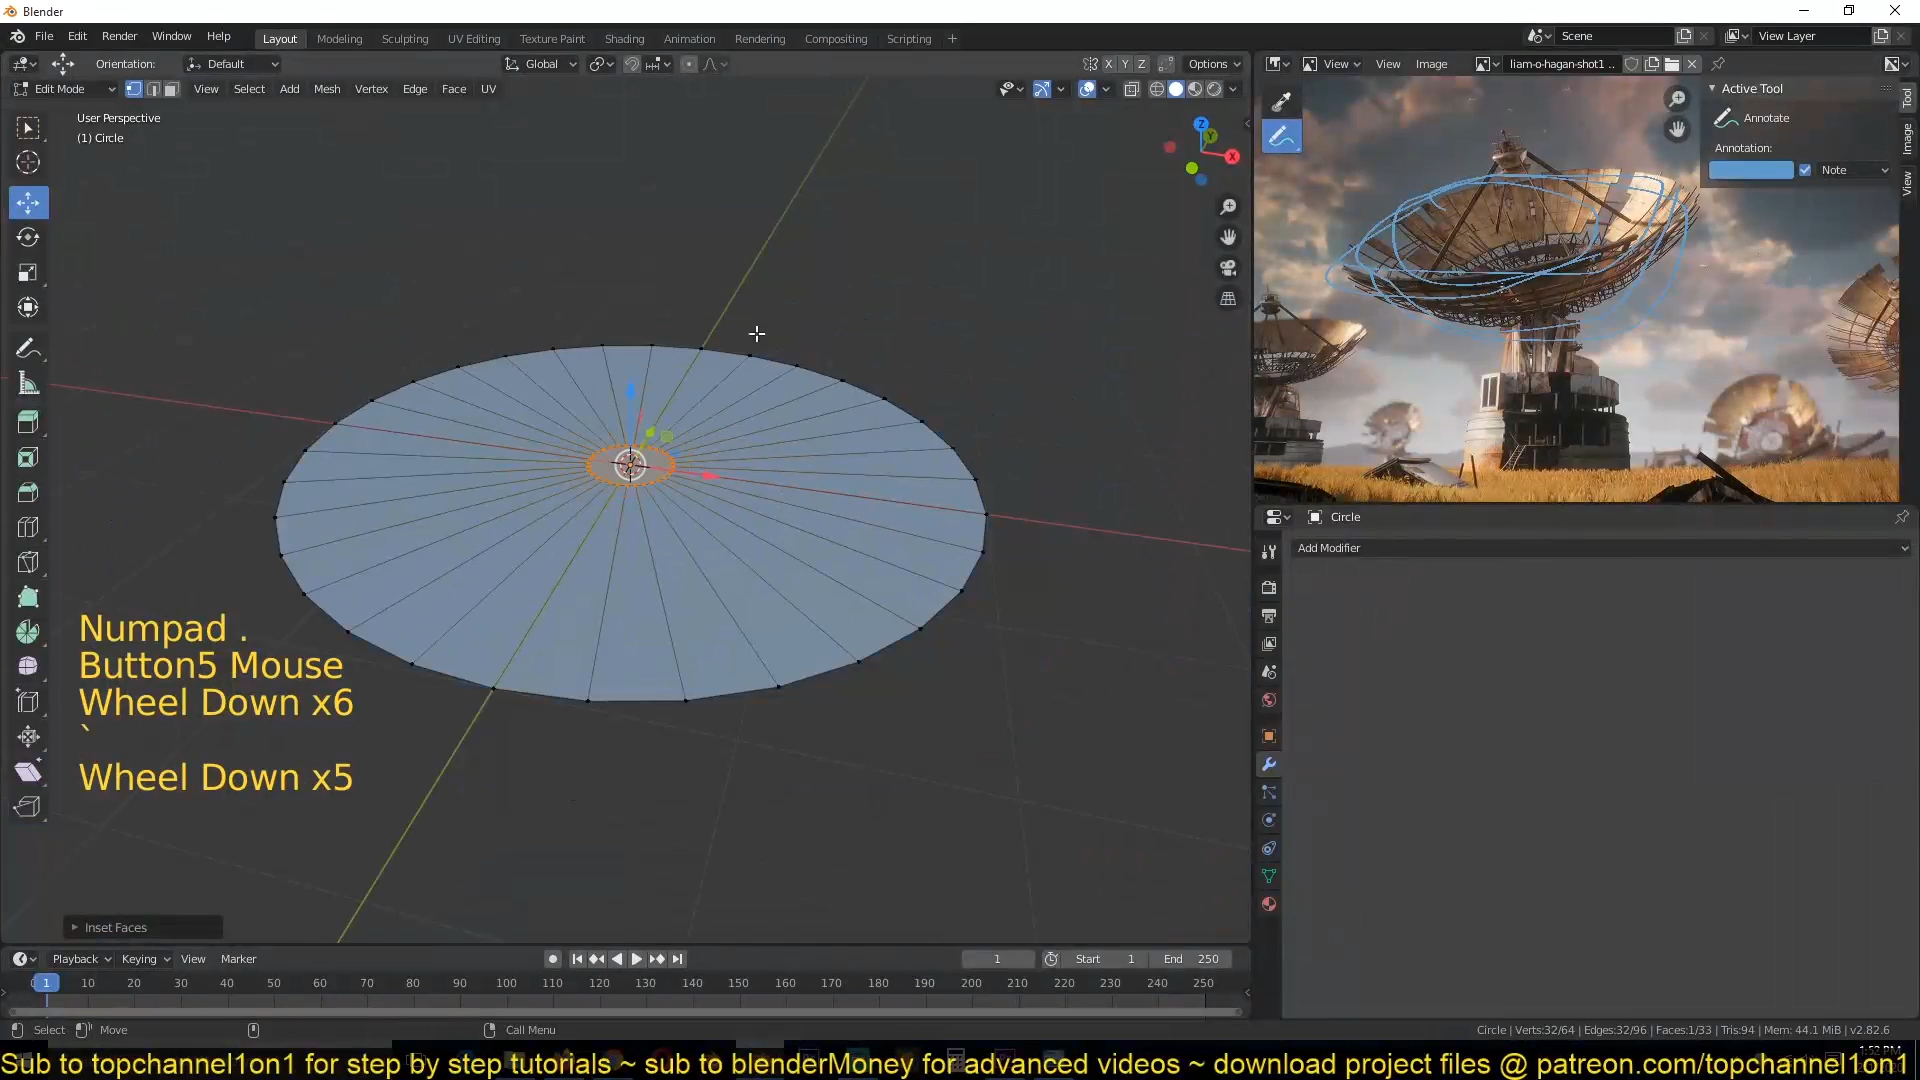 Blender
File Edit Render Window Help
Layout Modeling Sculpting UV Editing Texture Paint Shading Animation Rendering Compositing Scripting
Scene View Layer
Orientation: Default Global X Y Z Options
View View Image liam-o-hagan-shot1 ..
Edit Mode View Select Add Mesh Vertex Edge Face UV
User Perspective
(1) Circle
Z
Y
X
Active Tool
Annotate
Annotation:
Note
Tool
Image
View
Circle
Add Modifier
Numpad .
Button5 Mouse
Wheel Down x6
`
Wheel Down x5
Inset Faces
Playback Keying View Marker
1 Start 1 End 250
1 10 20 30 40 50 60 70 80 90 100 110 120 130 140 150 160 170 180 190 200 210 220 230 240 250
Select Move Call Menu
Circle | Verts:32/64 | Edges:32/96 | Faces:1/33 | Tris:94 | Mem: 44.1 MiB | v2.82.6
1:52 PM
Sub to topchannel1on1 for step by step tutorials ~ sub to blenderMoney for advanced videos ~ download project files @ patreon.com/topchannel1on1